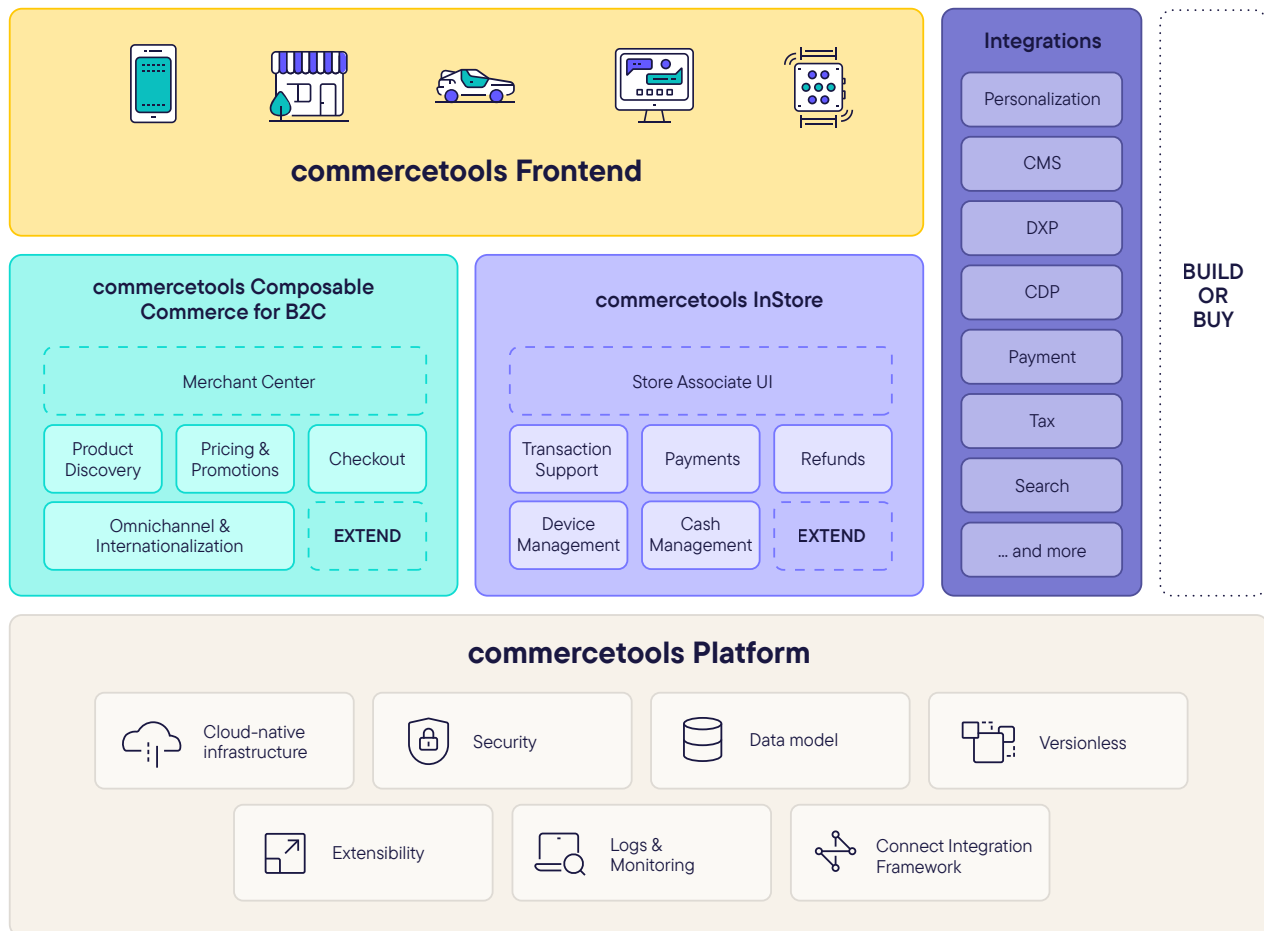 commercetools Frontend
commercetools Composable
Commerce for B2C
Merchant Center
Product
Discovery
Pricing &
Promotions
Checkout
Omnichannel &
Internationalization
EXTEND
commercetools InStore
Store Associate UI
Transaction
Support
Payments
Refunds
Device
Management
Cash
Management
EXTEND
Integrations
Personalization
CMS
DXP
CDP
Payment
Tax
Search
... and more
BUILD
OR
BUY
commercetools Platform
Cloud-native
infrastructure
Security
Data model
Versionless
Extensibility
Logs &
Monitoring
Connect Integration
Framework